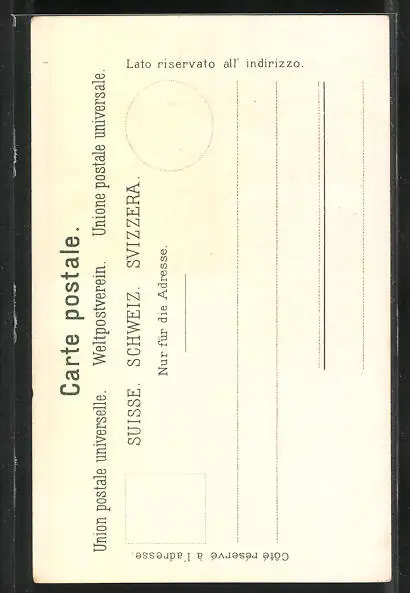 Carte postale.
Union postale universelle. Weltpostverein. Unione postale universale.
SUISSE. SCHWEIZ. SVIZZERA.
Nur für die Adresse.
Côté réservé à l'adresse.
Lato riservato all' indirizzo.